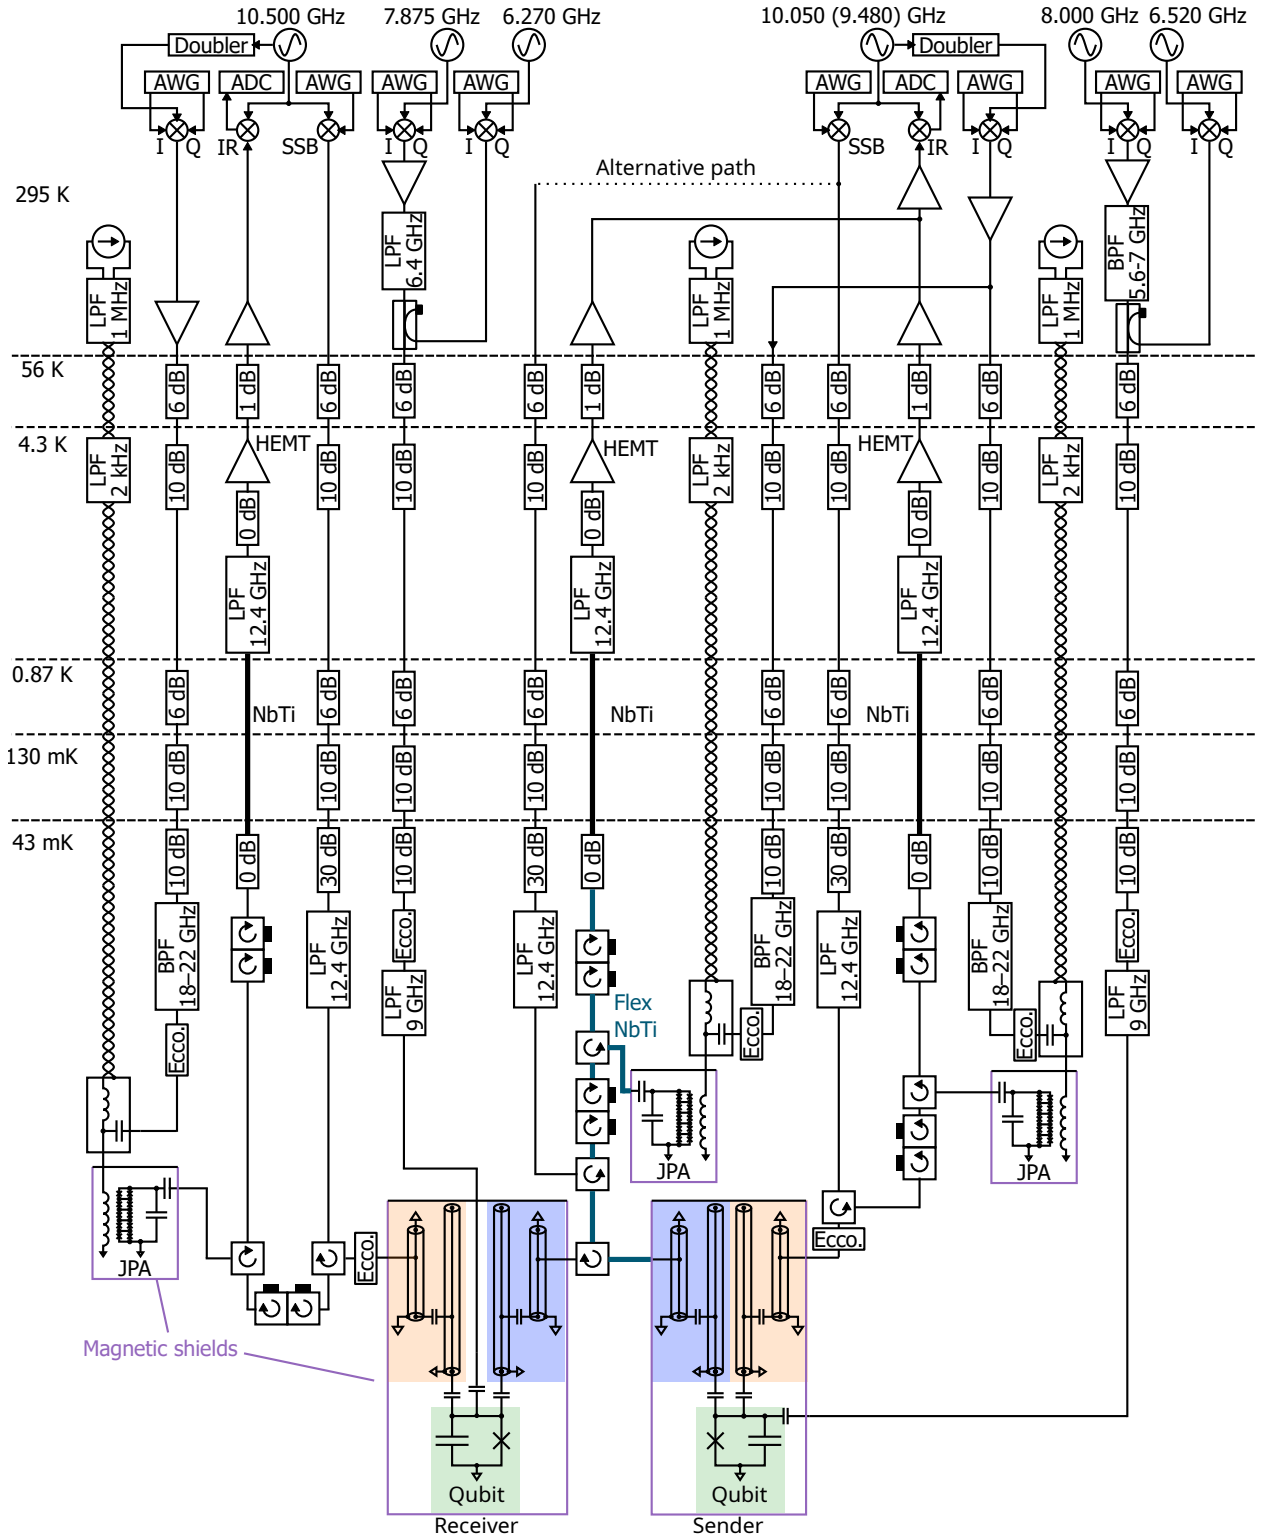 10.500 GHz 7.875 GHz 6.270 GHz 10.050 (9.480) GHz 8.000 GHz 6.520 GHz
Doubler Doubler
AWG ADC AWG AWG AWG AWG ADC AWG AWG AWG
I Q IR SSB I Q I Q SSB IR I Q I Q I Q
Alternative path
295 K
LPF 6.4 GHz
BPF 5.6-7 GHz
LPF 1 MHz
LPF 1 MHz
LPF 1 MHz
56 K
6 dB 1 dB 6 dB 6 dB 6 dB 1 dB 6 dB 6 dB 1 dB 6 dB 6 dB
4.3 K
HEMT HEMT HEMT
LPF 2 kHz
10 dB 10 dB 10 dB 10 dB
LPF 2 kHz
10 dB 10 dB 10 dB
LPF 2 kHz
10 dB
0 dB 0 dB 0 dB
LPF 12.4 GHz
LPF 12.4 GHz
LPF 12.4 GHz
0.87 K
6 dB 6 dB 6 dB 6 dB 6 dB 6 dB 6 dB 6 dB
NbTi NbTi NbTi
130 mK
10 dB 10 dB 10 dB 10 dB 10 dB 10 dB 10 dB 10 dB
43 mK
10 dB 0 dB 30 dB 10 dB 30 dB 0 dB 10 dB 30 dB 0 dB 10 dB 10 dB
BPF 18–22 GHz
LPF 12.4 GHz
Ecco.
LPF 9 GHz
LPF 12.4 GHz
BPF 18–22 GHz
LPF 12.4 GHz
BPF 18–22 GHz
Ecco.
LPF 9 GHz
Flex
NbTi
Ecco. Ecco. Ecco.
JPA JPA
JPA
Ecco. Ecco.
Magnetic shields
Qubit Qubit
Receiver Sender